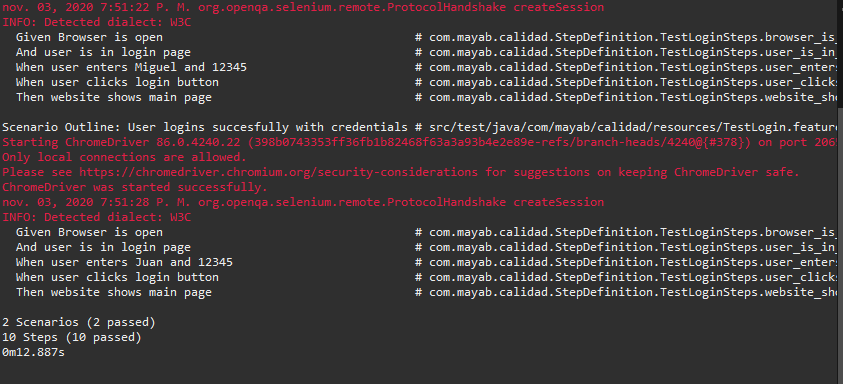 nov. 03, 2020 7:51:22 P. M. org.openqa.selenium.remote.ProtocolHandshake createSession
INFO: Detected dialect: W3C
  Given Browser is open                                    # com.mayab.calidad.StepDefinition.TestLoginSteps.browser_is_
  And user is in login page                                # com.mayab.calidad.StepDefinition.TestLoginSteps.user_is_in_
  When user enters Miguel and 12345                        # com.mayab.calidad.StepDefinition.TestLoginSteps.user_enters
  When user clicks login button                            # com.mayab.calidad.StepDefinition.TestLoginSteps.user_click
  Then website shows main page                             # com.mayab.calidad.StepDefinition.TestLoginSteps.website_sho

Scenario Outline: User logins succesfully with credentials # src/test/java/com/mayab/calidad/resources/TestLogin.feature
Starting ChromeDriver 86.0.4240.22 (398b0743353ff36fb1b82468f63a3a93b4e2e89e-refs/branch-heads/4240@{#378}) on port 2065
Only local connections are allowed.
Please see https://chromedriver.chromium.org/security-considerations for suggestions on keeping ChromeDriver safe.
ChromeDriver was started successfully.
nov. 03, 2020 7:51:28 P. M. org.openqa.selenium.remote.ProtocolHandshake createSession
INFO: Detected dialect: W3C
  Given Browser is open                                    # com.mayab.calidad.StepDefinition.TestLoginSteps.browser_is_
  And user is in login page                                # com.mayab.calidad.StepDefinition.TestLoginSteps.user_is_in_
  When user enters Juan and 12345                          # com.mayab.calidad.StepDefinition.TestLoginSteps.user_enters
  When user clicks login button                            # com.mayab.calidad.StepDefinition.TestLoginSteps.user_click
  Then website shows main page                             # com.mayab.calidad.StepDefinition.TestLoginSteps.website_sho

2 Scenarios (2 passed)
10 Steps (10 passed)
0m12.887s